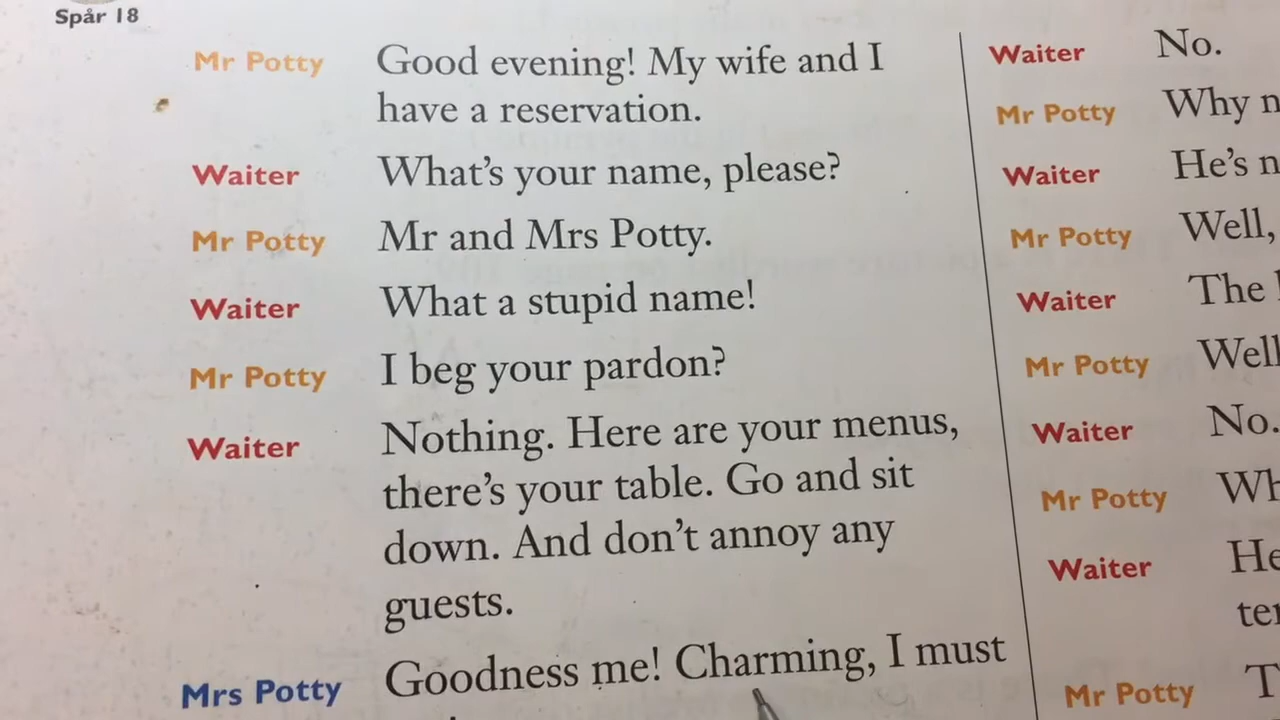 Spår 18
Mr Potty Good evening! My wife and I
have a reservation.
Waiter What's your name, please?
Mr Potty Mr and Mrs Potty.
Waiter What a stupid name!
Mr Potty I beg your pardon?
Waiter Nothing. Here are your menus,
there's your table. Go and sit
down. And don't annoy any
guests.
Mrs Potty Goodness me! Charming, I must
Waiter No.
Mr Potty Why
Waiter He's
Mr Potty Well,
Waiter The
Mr Potty Well
Waiter No.
Mr Potty
Waiter
Mr Potty